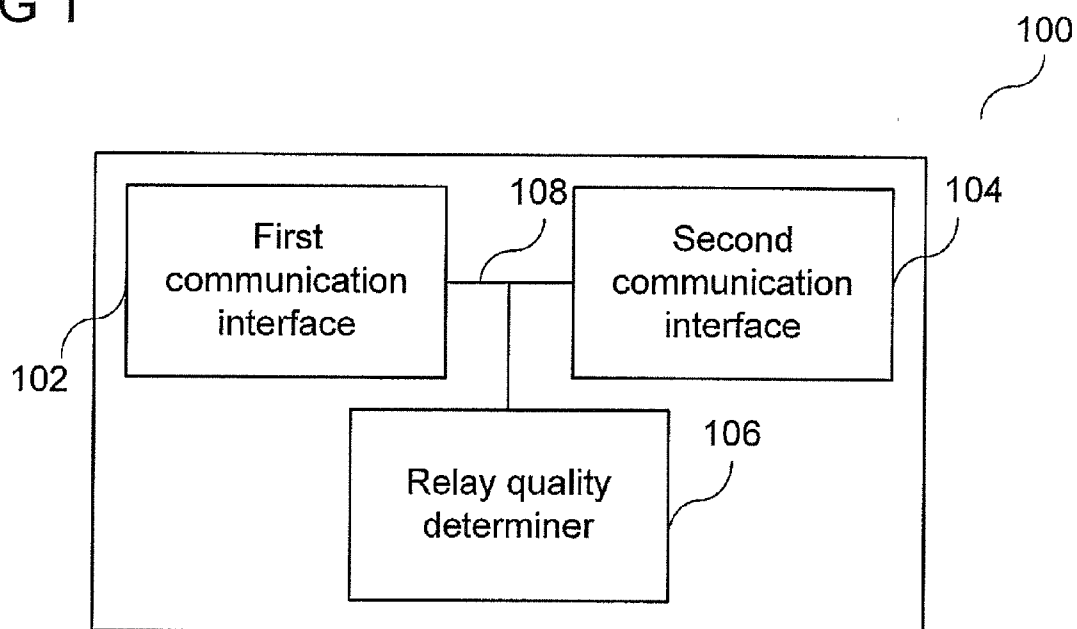 G 1
100
108
104
First
communication
interface
Second
communication
interface
102
106
Relay quality
determiner